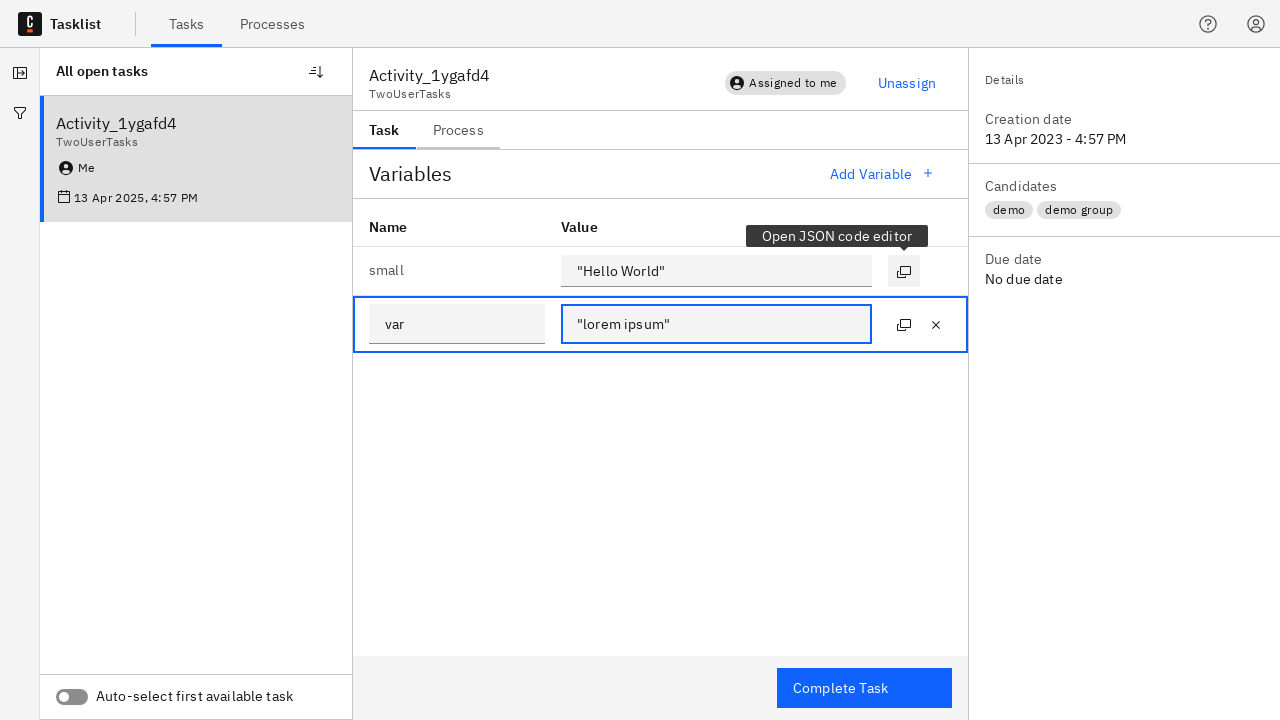 Tasklist
Tasks
Processes
All open tasks
Activity_1ygafd4
TwoUserTasks
Me
13 Apr 2025, 4:57 PM
Auto-select first available task
Activity_1ygafd4
TwoUserTasks
Assigned to me
Unassign
Task
Process
Variables
Add Variable +
Name
Value
Open JSON code editor
small
"Hello World"
var
"lorem ipsum"
Complete Task
Details
Creation date
13 Apr 2023 - 4:57 PM
Candidates
demo
demo group
Due date
No due date